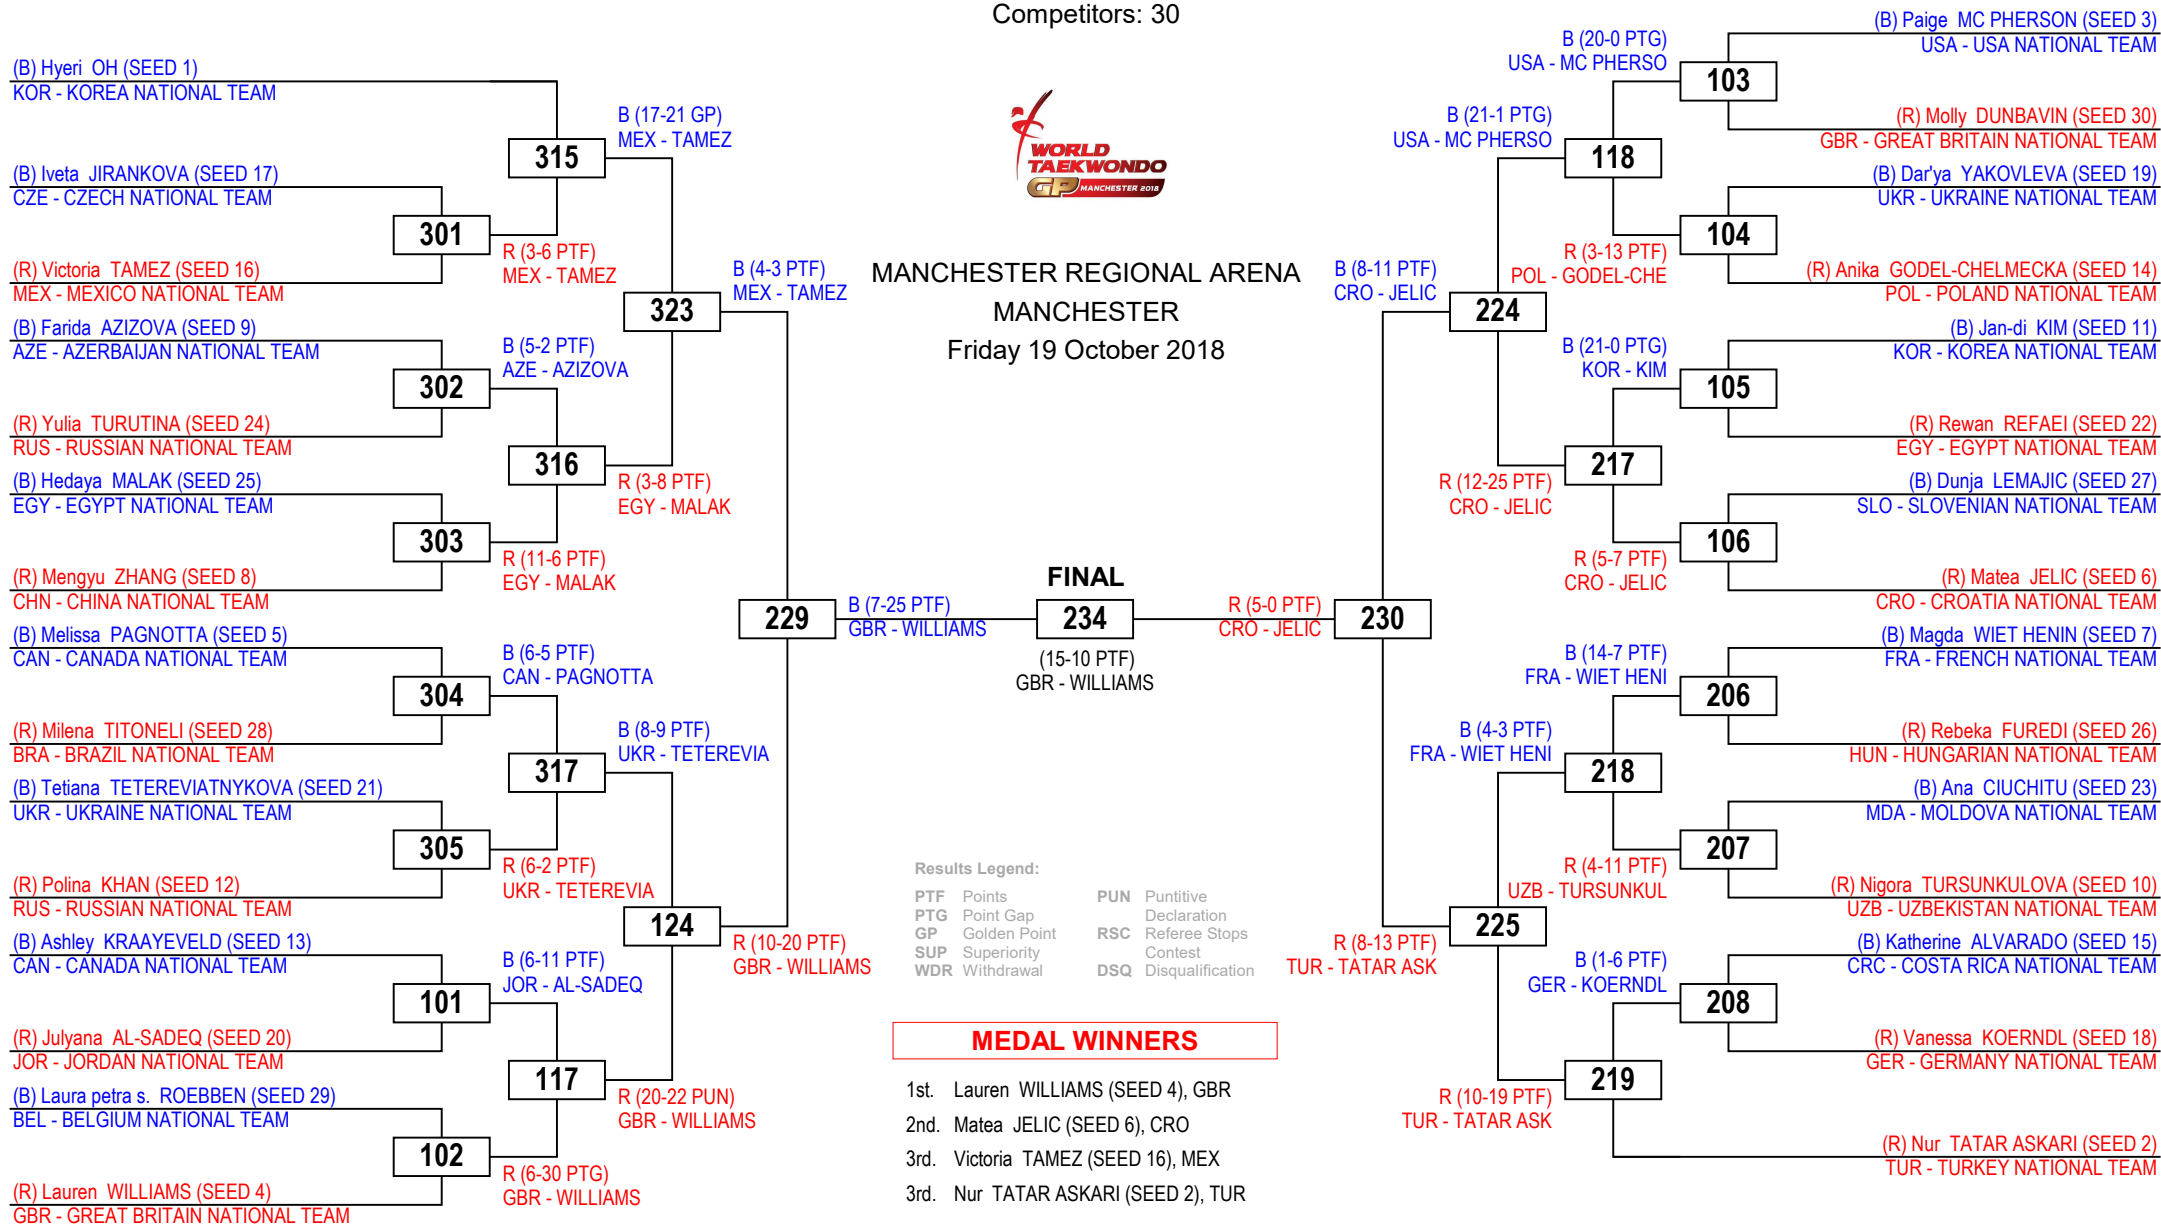 Competitors: 30
WORLD
TAEKWONDO
GP MANCHESTER 2018
MANCHESTER REGIONAL ARENA
MANCHESTER
Friday 19 October 2018
(B) Hyeri OH (SEED 1)
KOR - KOREA NATIONAL TEAM
(B) Iveta JIRANKOVA (SEED 17)
CZE - CZECH NATIONAL TEAM
(R) Victoria TAMEZ (SEED 16)
MEX - MEXICO NATIONAL TEAM
(B) Farida AZIZOVA (SEED 9)
AZE - AZERBAIJAN NATIONAL TEAM
(R) Yulia TURUTINA (SEED 24)
RUS - RUSSIAN NATIONAL TEAM
(B) Hedaya MALAK (SEED 25)
EGY - EGYPT NATIONAL TEAM
(R) Mengyu ZHANG (SEED 8)
CHN - CHINA NATIONAL TEAM
(B) Melissa PAGNOTTA (SEED 5)
CAN - CANADA NATIONAL TEAM
(R) Milena TITONELI (SEED 28)
BRA - BRAZIL NATIONAL TEAM
(B) Tetiana TETEREVIATNYKOVA (SEED 21)
UKR - UKRAINE NATIONAL TEAM
(R) Polina KHAN (SEED 12)
RUS - RUSSIAN NATIONAL TEAM
(B) Ashley KRAAYEVELD (SEED 13)
CAN - CANADA NATIONAL TEAM
(R) Julyana AL-SADEQ (SEED 20)
JOR - JORDAN NATIONAL TEAM
(B) Laura petra s. ROEBBEN (SEED 29)
BEL - BELGIUM NATIONAL TEAM
(R) Lauren WILLIAMS (SEED 4)
GBR - GREAT BRITAIN NATIONAL TEAM
301
302
303
304
305
101
102
R (3-6 PTF)
MEX - TAMEZ
B (5-2 PTF)
AZE - AZIZOVA
R (11-6 PTF)
EGY - MALAK
B (6-5 PTF)
CAN - PAGNOTTA
R (6-2 PTF)
UKR - TETEREVIA
B (6-11 PTF)
JOR - AL-SADEQ
R (6-30 PTG)
GBR - WILLIAMS
315
316
317
117
B (17-21 GP)
MEX - TAMEZ
R (3-8 PTF)
EGY - MALAK
B (8-9 PTF)
UKR - TETEREVIA
R (20-22 PUN)
GBR - WILLIAMS
323
124
B (4-3 PTF)
MEX - TAMEZ
R (10-20 PTF)
GBR - WILLIAMS
229
B (7-25 PTF)
GBR - WILLIAMS
FINAL
234
(15-10 PTF)
GBR - WILLIAMS
R (5-0 PTF)
CRO - JELIC
230
B (8-11 PTF)
CRO - JELIC
R (8-13 PTF)
TUR - TATAR ASK
224
225
B (21-1 PTG)
USA - MC PHERSO
R (12-25 PTF)
CRO - JELIC
B (4-3 PTF)
FRA - WIET HENI
R (10-19 PTF)
TUR - TATAR ASK
118
217
218
219
B (20-0 PTG)
USA - MC PHERSO
R (3-13 PTF)
POL - GODEL-CHE
B (21-0 PTG)
KOR - KIM
R (5-7 PTF)
CRO - JELIC
B (14-7 PTF)
FRA - WIET HENI
R (4-11 PTF)
UZB - TURSUNKUL
B (1-6 PTF)
GER - KOERNDL
103
104
105
106
206
207
208
(B) Paige MC PHERSON (SEED 3)
USA - USA NATIONAL TEAM
(R) Molly DUNBAVIN (SEED 30)
GBR - GREAT BRITAIN NATIONAL TEAM
(B) Dar'ya YAKOVLEVA (SEED 19)
UKR - UKRAINE NATIONAL TEAM
(R) Anika GODEL-CHELMECKA (SEED 14)
POL - POLAND NATIONAL TEAM
(B) Jan-di KIM (SEED 11)
KOR - KOREA NATIONAL TEAM
(R) Rewan REFAEI (SEED 22)
EGY - EGYPT NATIONAL TEAM
(B) Dunja LEMAJIC (SEED 27)
SLO - SLOVENIAN NATIONAL TEAM
(R) Matea JELIC (SEED 6)
CRO - CROATIA NATIONAL TEAM
(B) Magda WIET HENIN (SEED 7)
FRA - FRENCH NATIONAL TEAM
(R) Rebeka FUREDI (SEED 26)
HUN - HUNGARIAN NATIONAL TEAM
(B) Ana CIUCHITU (SEED 23)
MDA - MOLDOVA NATIONAL TEAM
(R) Nigora TURSUNKULOVA (SEED 10)
UZB - UZBEKISTAN NATIONAL TEAM
(B) Katherine ALVARADO (SEED 15)
CRC - COSTA RICA NATIONAL TEAM
(R) Vanessa KOERNDL (SEED 18)
GER - GERMANY NATIONAL TEAM
(R) Nur TATAR ASKARI (SEED 2)
TUR - TURKEY NATIONAL TEAM
Results Legend:
PTF Points
PTG Point Gap
GP Golden Point
SUP Superiority
WDR Withdrawal
PUN Puntitive
Declaration
RSC Referee Stops
Contest
DSQ Disqualification
MEDAL WINNERS
1st. Lauren WILLIAMS (SEED 4), GBR
2nd. Matea JELIC (SEED 6), CRO
3rd. Victoria TAMEZ (SEED 16), MEX
3rd. Nur TATAR ASKARI (SEED 2), TUR